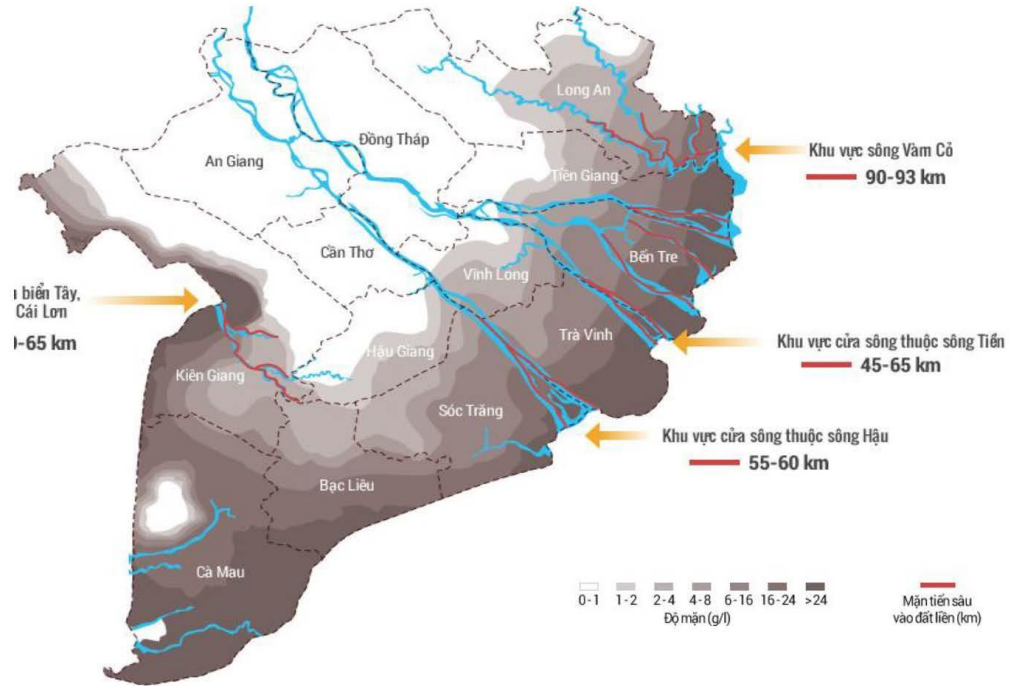 Long An
Đồng Tháp
An Giang
Tiền Giang
Khu vực sông Vàm Cỏ
90-93 km
Cần Thơ
Bến Tre
Vĩnh Long
biển Tây,
Cái Lớn
-65 km
Trà Vinh
Khu vực cửa sông thuộc sông Tiền
45-65 km
Hậu Giang
Kiên Giang
Sóc Trăng
Khu vực cửa sông thuộc sông Hậu
55-60 km
Bạc Liêu
Cà Mau
0-1 1-2 2-4 4-8 6-16 16-24 >24
Độ mặn (g/l)
Mặn tiến sâu
vào đất liền (km)